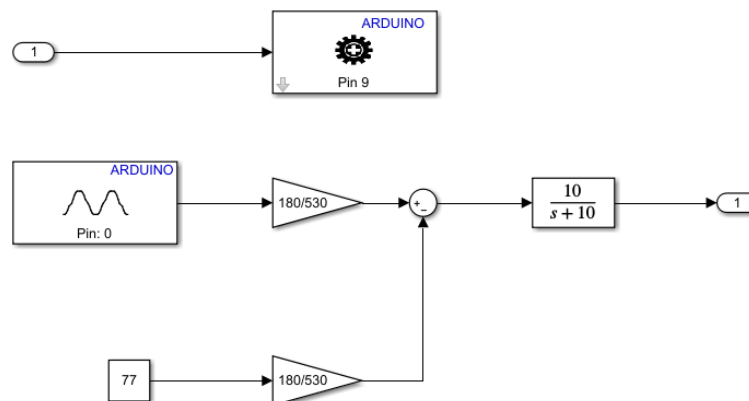 ARDUINO
1
Pin 9
ARDUINO
Pin: 0
180/530
+
−
10
s + 10
1
77
180/530